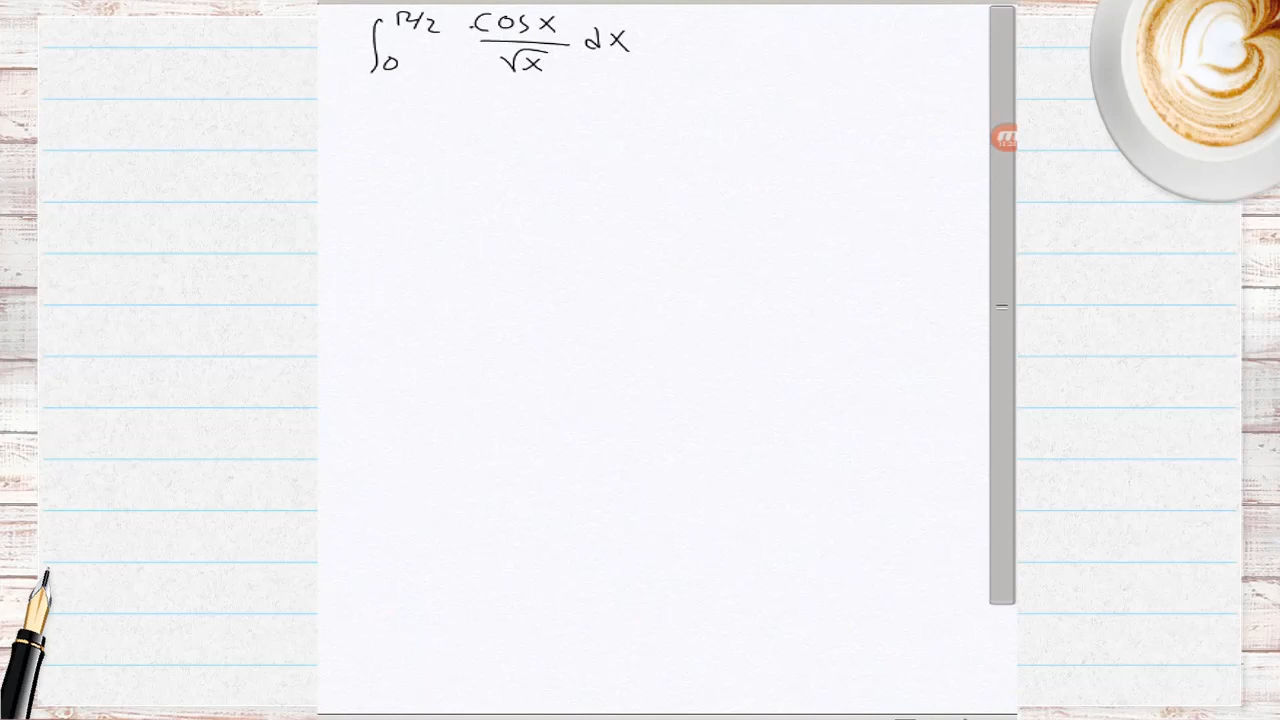 ∫₀^(π/2) cos x / √x dx